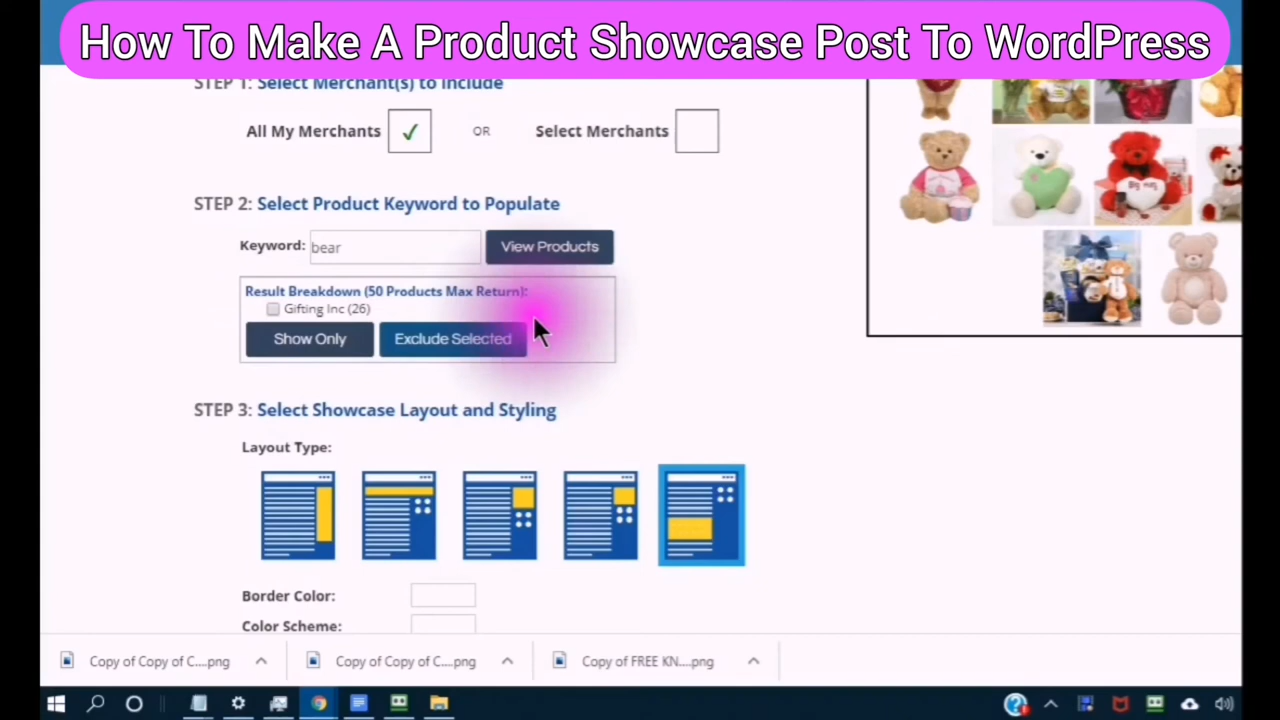 How To Make A Product Showcase Post To WordPress
STEP 1: Select Merchant(s) to Include
All My Merchants ✓ OR Select Merchants
STEP 2: Select Product Keyword to Populate
Keyword: bear View Products
Result Breakdown (50 Products Max Return):
Gifting Inc (26)
Show Only Exclude Selected
STEP 3: Select Showcase Layout and Styling
Layout Type:
Border Color:
Color Scheme:
Copy of Copy of C....png Copy of Copy of C....png Copy of FREE KN....png